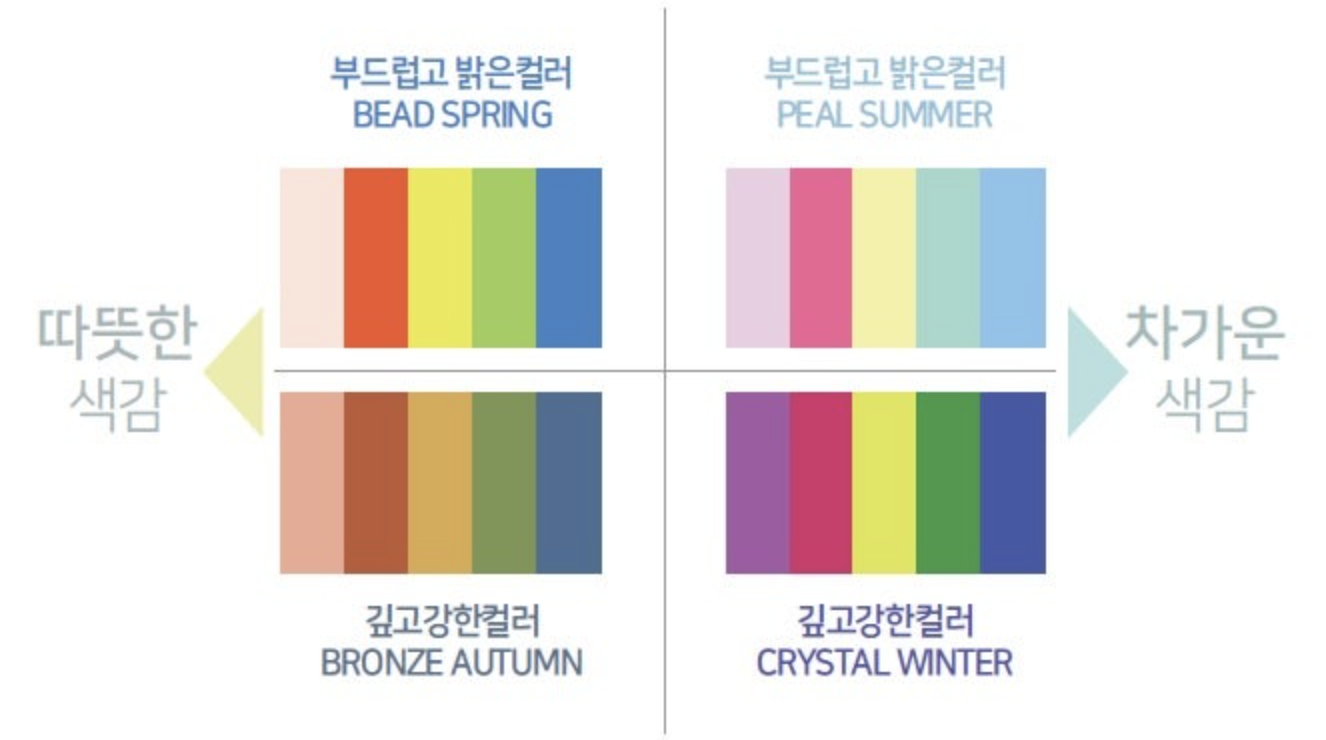 부드럽고 밝은컬러
BEAD SPRING
부드럽고 밝은컬러
PEAL SUMMER
따뜻한
색감
차가운
색감
깊고강한컬러
BRONZE AUTUMN
깊고강한컬러
CRYSTAL WINTER